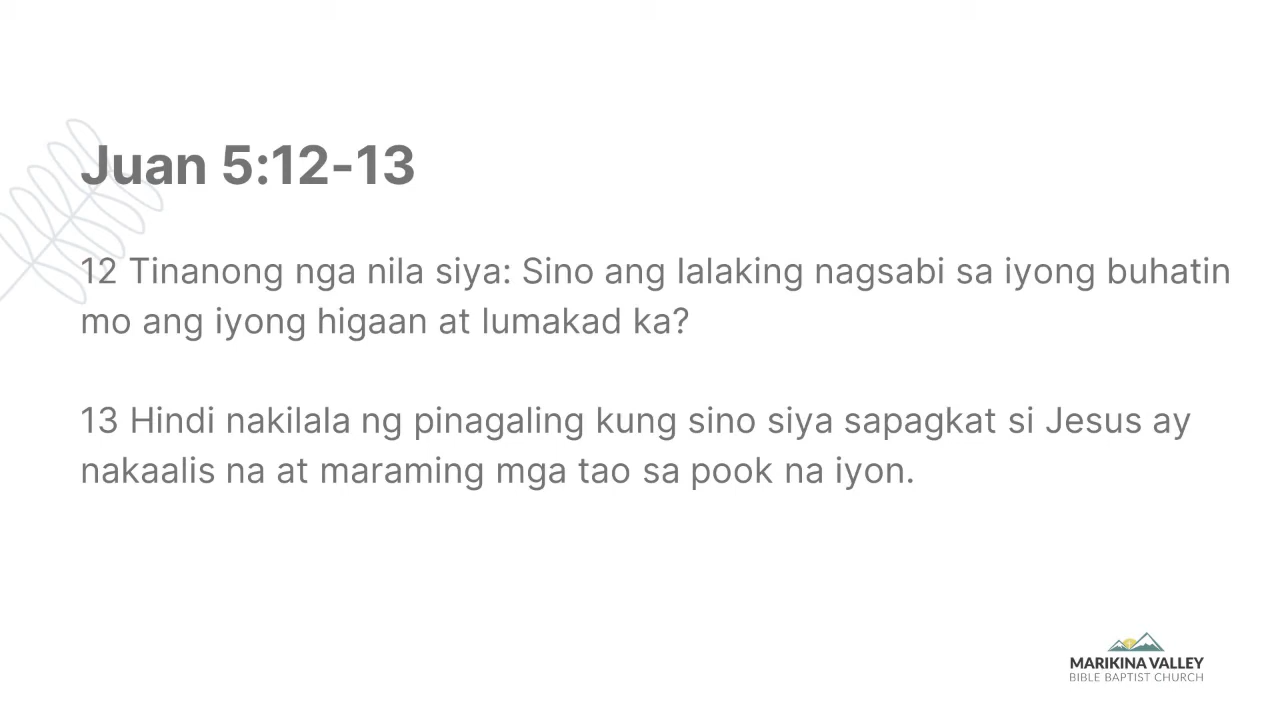 Juan 5:12-13
12 Tinanong nga nila siya: Sino ang lalaking nagsabi sa iyong buhatin
mo ang iyong higaan at lumakad ka?
13 Hindi nakilala ng pinagaling kung sino siya sapagkat si Jesus ay
nakaalis na at maraming mga tao sa pook na iyon.
MARIKINA VALLEY
BIBLE BAPTIST CHURCH